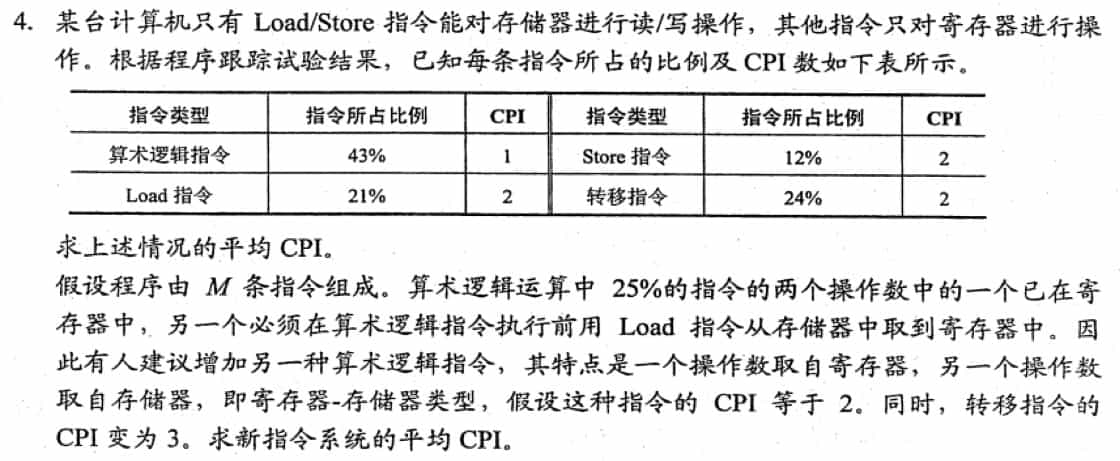 4. 某台计算机只有 Load/Store 指令能对存储器进行读/写操作，其他指令只对寄存器进行操
作。根据程序跟踪试验结果，已知每条指令所占的比例及 CPI 数如下表所示。
指令类型 指令所占比例 CPI 指令类型 指令所占比例 CPI
算术逻辑指令 43% 1 Store 指令 12% 2
Load 指令 21% 2 转移指令 24% 2
求上述情况的平均 CPI。
假设程序由 M 条指令组成。算术逻辑运算中 25%的指令的两个操作数中的一个已在寄
存器中，另一个必须在算术逻辑指令执行前用 Load 指令从存储器中取到寄存器中。因
此有人建议增加另一种算术逻辑指令，其特点是一个操作数取自寄存器，另一个操作数
取自存储器，即寄存器-存储器类型，假设这种指令的 CPI 等于 2。同时，转移指令的
CPI 变为 3。求新指令系统的平均 CPI。